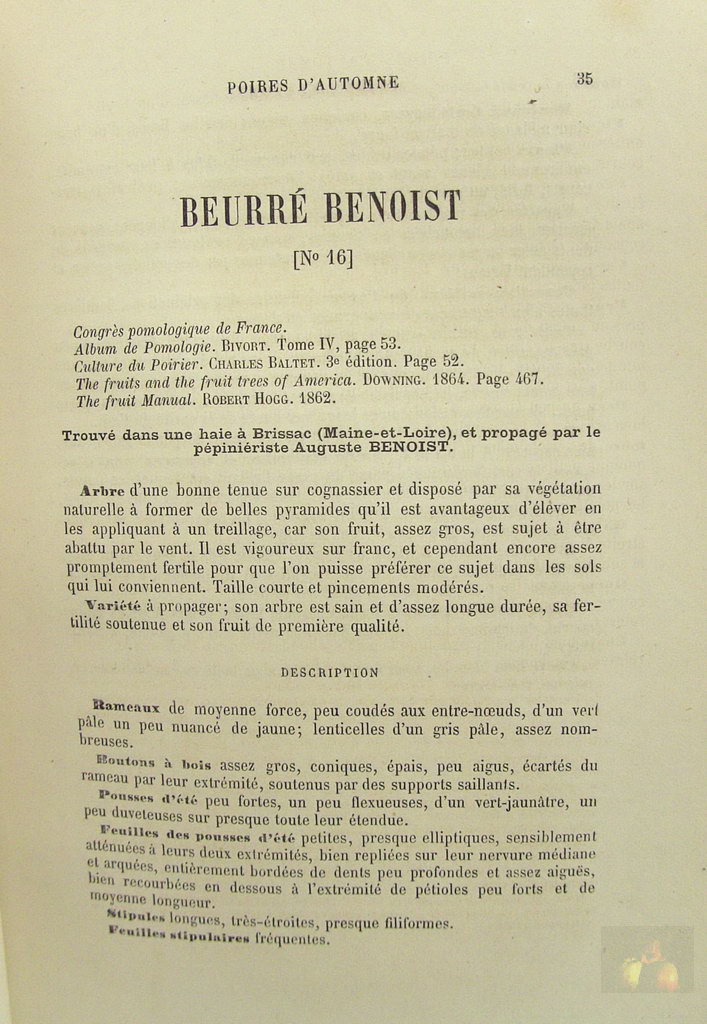 POIRES D'AUTOMNE 35
BEURRÉ BENOIST
[No 16]
Congrès pomologique de France.
Album de Pomologie. BIVORT. Tome IV, page 53.
Culture du Poirier. CHARLES BALTET. 3e édition. Page 52.
The fruits and the fruit trees of America. DOWNING. 1864. Page 467.
The fruit Manual. ROBERT HOGG. 1862.
Trouvé dans une haie à Brissac (Maine-et-Loire), et propagé par le
pépiniériste Auguste BENOIST.
Arbre d'une bonne tenue sur cognassier et disposé par sa végétation
naturelle à former de belles pyramides qu'il est avantageux d'élever en
les appliquant à un treillage, car son fruit, assez gros, est sujet à être
abattu par le vent. Il est vigoureux sur franc, et cependant encore assez
promptement fertile pour que l'on puisse préférer ce sujet dans les sols
qui lui conviennent. Taille courte et pincements modérés.
Variété à propager; son arbre est sain et d'assez longue durée, sa fer-
tilité soutenue et son fruit de première qualité.
DESCRIPTION
Rameaux de moyenne force, peu coudés aux entre-nœuds, d'un vert
pâle un peu nuancé de jaune; lenticelles d'un gris pâle, assez nom-
breuses.
Boutons à bois assez gros, coniques, épais, peu aigus, écartés du
rameau par leur extrémité, soutenus par des supports saillants.
Pousses d'été peu fortes, un peu flexueuses, d'un vert-jaunâtre, un
peu duveteuses sur presque toute leur étendue.
Feuilles des pousses d'été petites, presque elliptiques, sensiblement
atténuées à leurs deux extrémités, bien repliées sur leur nervure médiane
et arquées, entièrement bordées de dents peu profondes et assez aiguës,
bien recourbées en dessous à l'extrémité de pétioles peu forts et de
moyenne longueur.
Stipules longues, très-étroites, presque filiformes.
Feuilles stipulaires fréquentes.